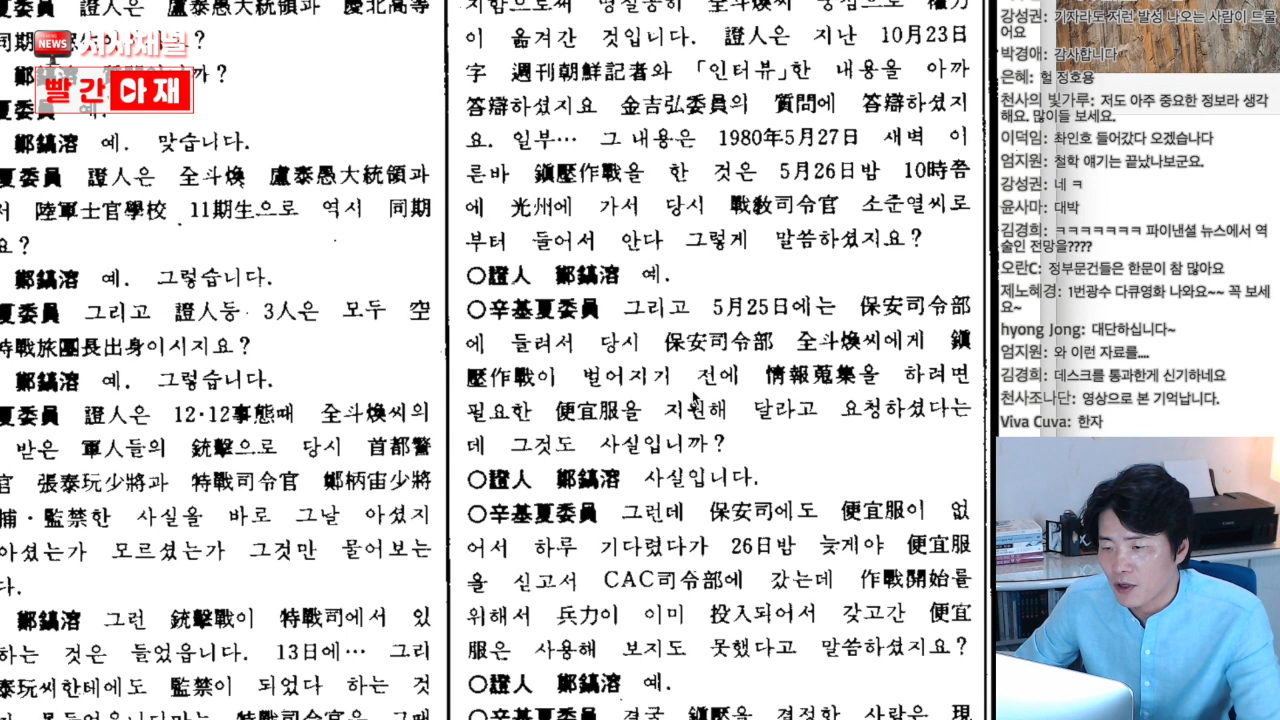 夏委員 證人은 盧泰愚大統領과 慶北高等
NEWS 시사채널
빨간 아재
夏委員 예.
鄭鎬溶 예. 맞습니다.
夏委員 證人은 全斗煥 盧泰愚大統領과
서 陸軍士官學校 11期生으로 역시 同期
요?
鄭鎬溶 예. 그렇습니다.
夏委員 그리고 證人등 3人은 모두 空
特戰旅團長出身이시지요?
鄭鎬溶 예. 그렇습니다.
夏委員 證人은 12·12事態때 全斗煥씨의
받은 軍人들의 銃擊으로 당시 首都警
官 張泰玩少將과 特戰司令官 鄭柄宙少將
捕·監禁한 사실을 바로 그날 아셨지
아셨는가 모르셨는가 그것만 물어보는
다.
鄭鎬溶 그런 銃擊戰이 特戰司에서 있
하는 것은 들었읍니다. 13日에… 그리
泰玩씨한테에도 監禁이 되었다 하는 것
이 옮겨간 것입니다. 證人은 지난 10月23日
字 週刊朝鮮記者와 「인터뷰」한 내용을 아까
答辯하셨지요 金吉弘委員의 質問에 答辯하셨지
요. 일부… 그 내용은 1980年5月27日 새벽 이
른바 鎭壓作戰을 한 것은 5月26日밤 10時쯤
에 光州에 가서 당시 戰敎司令官 소준열씨로
부터 들어서 안다 그렇게 말씀하셨지요?
○證人 鄭鎬溶 예.
○辛基夏委員 그리고 5月25日에는 保安司令部
에 들려서 당시 保安司令部 全斗煥씨에게 鎭
壓作戰이 벌어지기 전에 情報蒐集을 하려면
필요한 便宜服을 지원해 달라고 요청하셨다는
데 그것도 사실입니까?
○證人 鄭鎬溶 사실입니다.
○辛基夏委員 그런데 保安司에도 便宜服이 없
어서 하루 기다렸다가 26日밤 늦게야 便宜服
을 싣고서 CAC司令部에 갔는데 作戰開始를
위해서 兵力이 이미 投入되어서 갖고간 便宜
服은 사용해 보지도 못했다고 말씀하셨지요?
○證人 鄭鎬溶 예.
○辛基夏委員 결국 鎭壓을 결정한 사람은 現
강성권: 기자라도 저런 발성 나오는 사람이 드물
어요
박경애: 감사합니다
은혜: 헐 정호용
천사의 빛가루: 저도 아주 중요한 정보라 생각
해요. 많이들 보세요.
이덕임: 촤인호 들어갔다 오겠습니다
엄지원: 철학 얘기는 끝났나보군요.
강성권: 네 ㅋ
윤사마: 대박
김경희: ㅋㅋㅋㅋㅋㅋㅋ 파이낸셜 뉴스에서 역
술인 전망을????
오란C: 정부문건들은 한문이 참 많아요
제노혜경: 1번광수 다큐영화 나와요~~ 꼭 보세
요~
hyong Jong: 대단하십니다~
엄지원: 와 이런 자료를....
김경희: 데스크를 통과한게 신기하네요
천사조나단: 영상으로 본 기억납니다.
Viva Cuva: 한자